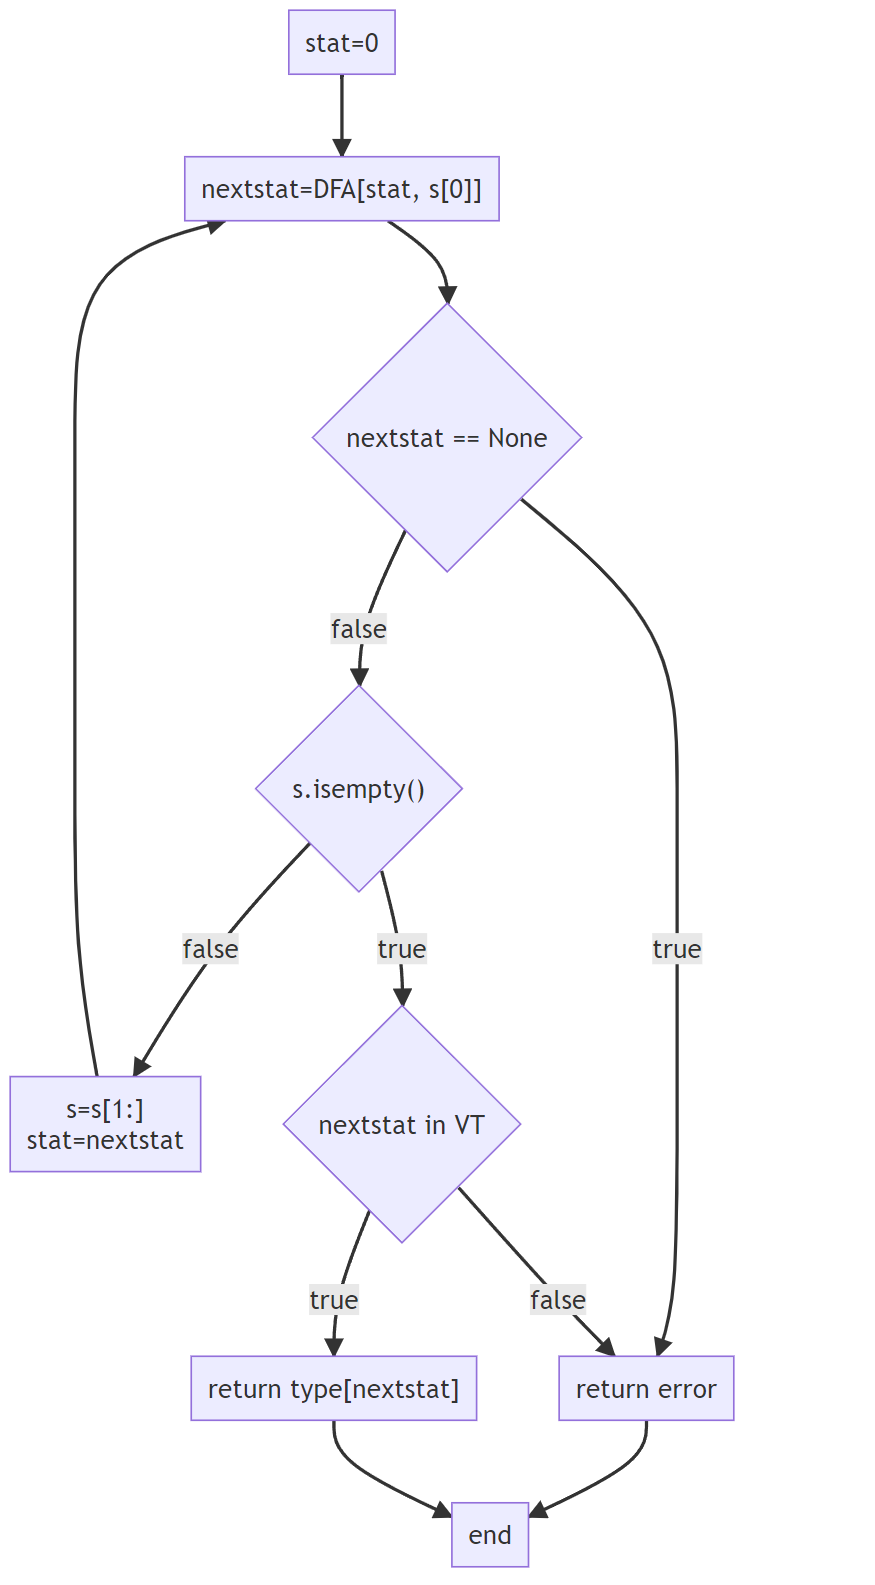 stat=0
nextstat=DFA[stat, s[0]]
nextstat == None
false
s.isempty()
false
true
true
s=s[1:]
stat=nextstat
nextstat in VT
true
false
return type[nextstat]
return error
end